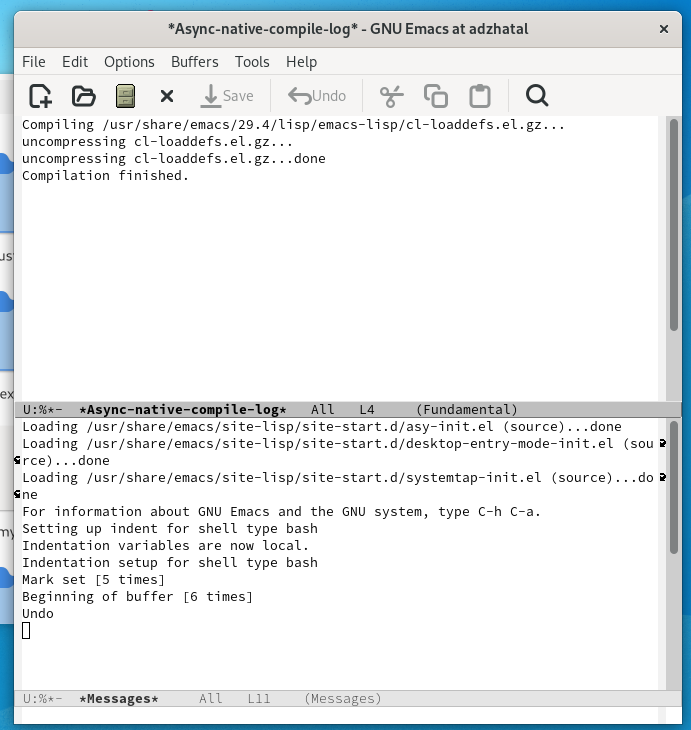 *Async-native-compile-log* - GNU Emacs at adzhatal
File Edit Options Buffers Tools Help
Save Undo
Compiling /usr/share/emacs/29.4/lisp/emacs-lisp/cl-loaddefs.el.gz...
uncompressing cl-loaddefs.el.gz...
uncompressing cl-loaddefs.el.gz...done
Compilation finished.
U:%*- *Async-native-compile-log* All L4 (Fundamental)
Loading /usr/share/emacs/site-lisp/site-start.d/asy-init.el (source)...done
Loading /usr/share/emacs/site-lisp/site-start.d/desktop-entry-mode-init.el (sou
rce)...done
Loading /usr/share/emacs/site-lisp/site-start.d/systemtap-init.el (source)...do
ne
For information about GNU Emacs and the GNU system, type C-h C-a.
Setting up indent for shell type bash
Indentation variables are now local.
Indentation setup for shell type bash
Mark set [5 times]
Beginning of buffer [6 times]
Undo
U:%*- *Messages* All L11 (Messages)